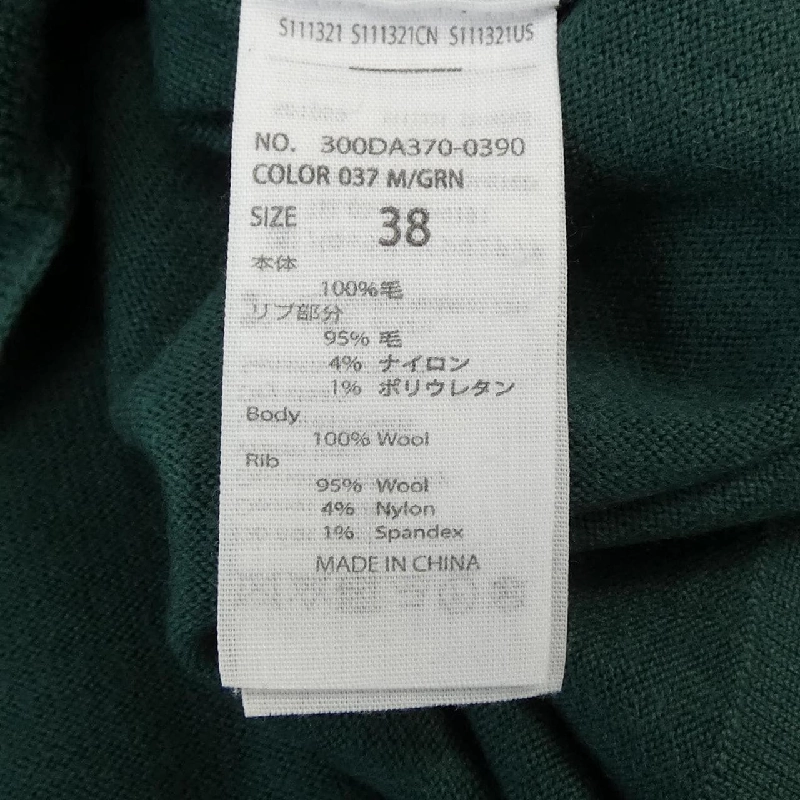 S111321 S111321CN S111321US
NO. 300DA370-0390
COLOR 037 M/GRN
SIZE 38
本体
100%毛
リブ部分
95% 毛
4% ナイロン
1% ポリウレタン
Body
100% Wool
Rib
95% Wool
4% Nylon
1% Spandex
MADE IN CHINA